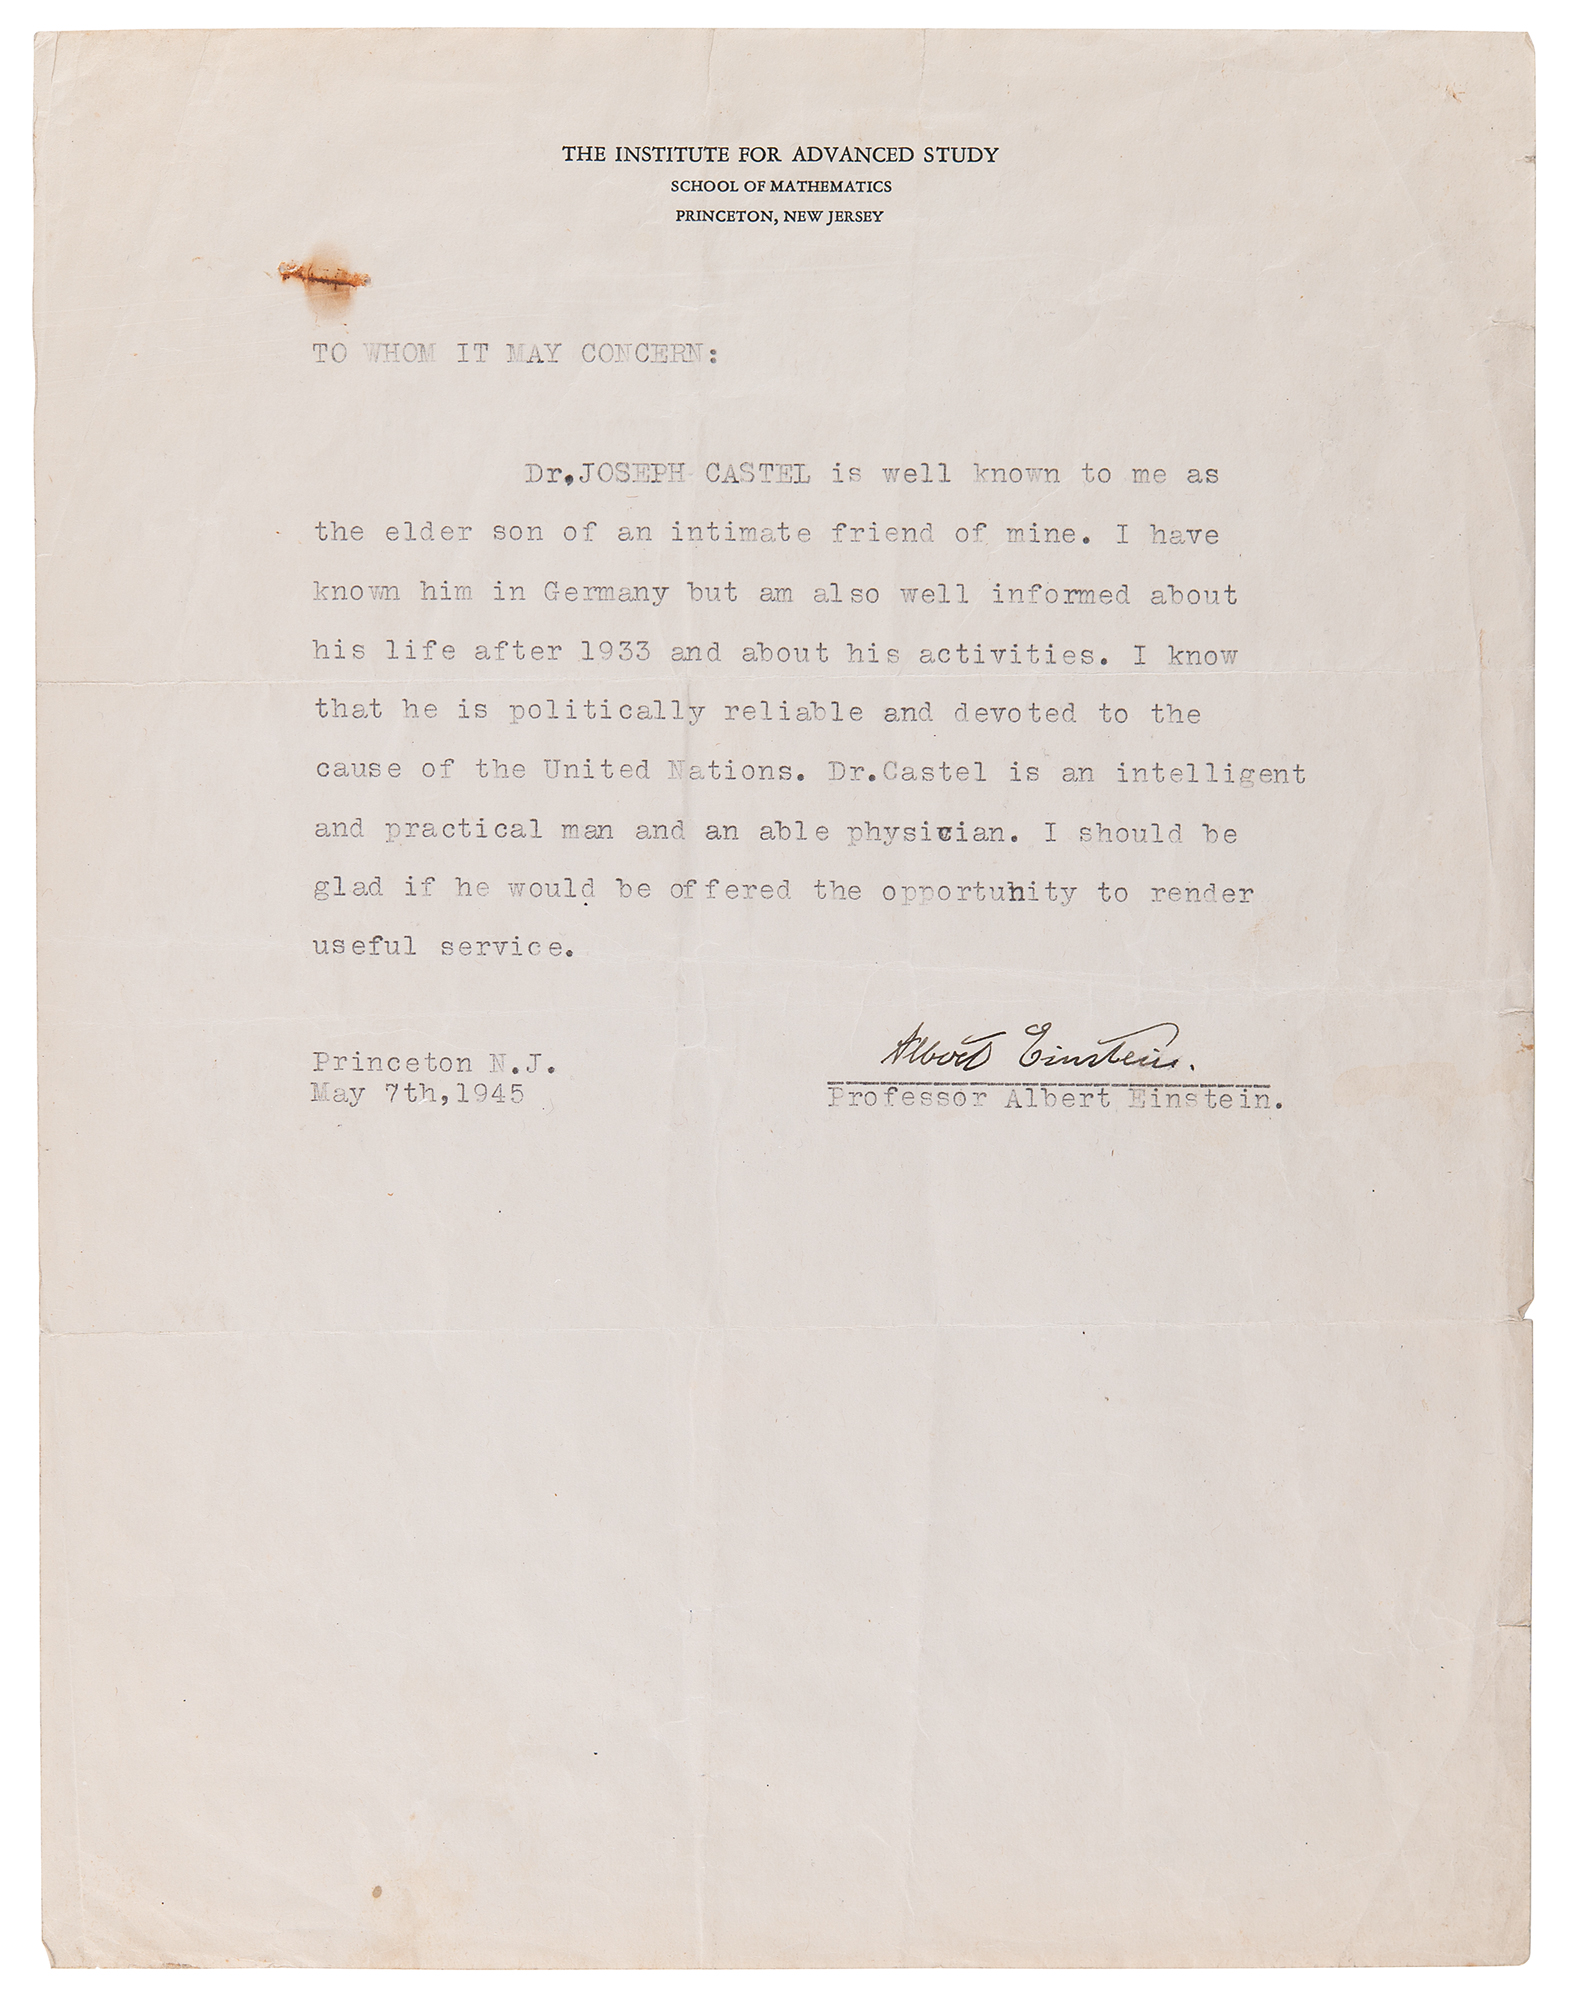 THE INSTITUTE FOR ADVANCED STUDY
SCHOOL OF MATHEMATICS
PRINCETON, NEW JERSEY
TO WHOM IT MAY CONCERN:
Dr.JOSEPH CASTEL is well known to me as
the elder son of an intimate friend of mine. I have
known him in Germany but am also well informed about
his life after 1933 and about his activities. I know
that he is politically reliable and devoted to the
cause of the United Nations. Dr.Castel is an intelligent
and practical man and an able physician. I should be
glad if he would be offered the opportunity to render
useful service.
Albert Einstein.
Princeton N.J.
May 7th,1945
Professor Albert Einstein.